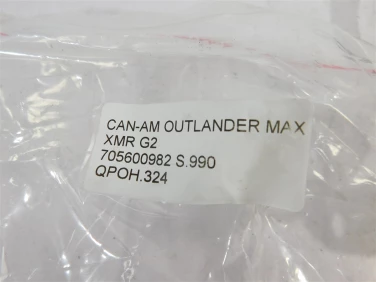 CAN-AM OUTLANDER MAX
XMR G2
705600982 S.990
QPOH.324